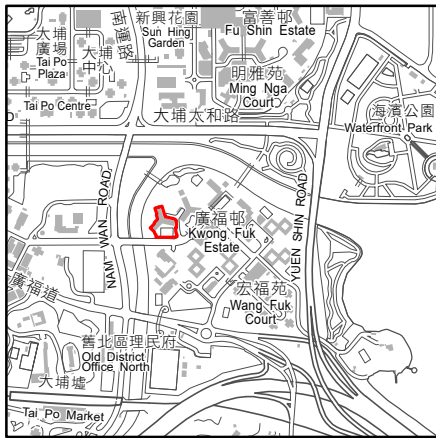 南運路
新興花園
Sun Hing
Garden
富善邨
Fu Shin Estate
大埔
廣場
Tai Po
Plaza
大埔
中心
Tai Po Centre
明雅苑
Ming Nga
Court
大埔太和路
海濱公園
Waterfront Park
NAM WAN ROAD
廣福邨
Kwong Fuk
Estate
YUEN SHIN ROAD
廣福道
宏福苑
Wang Fuk
Court
舊北區理民府
Old District
Office North
大埔墟
Tai Po Market